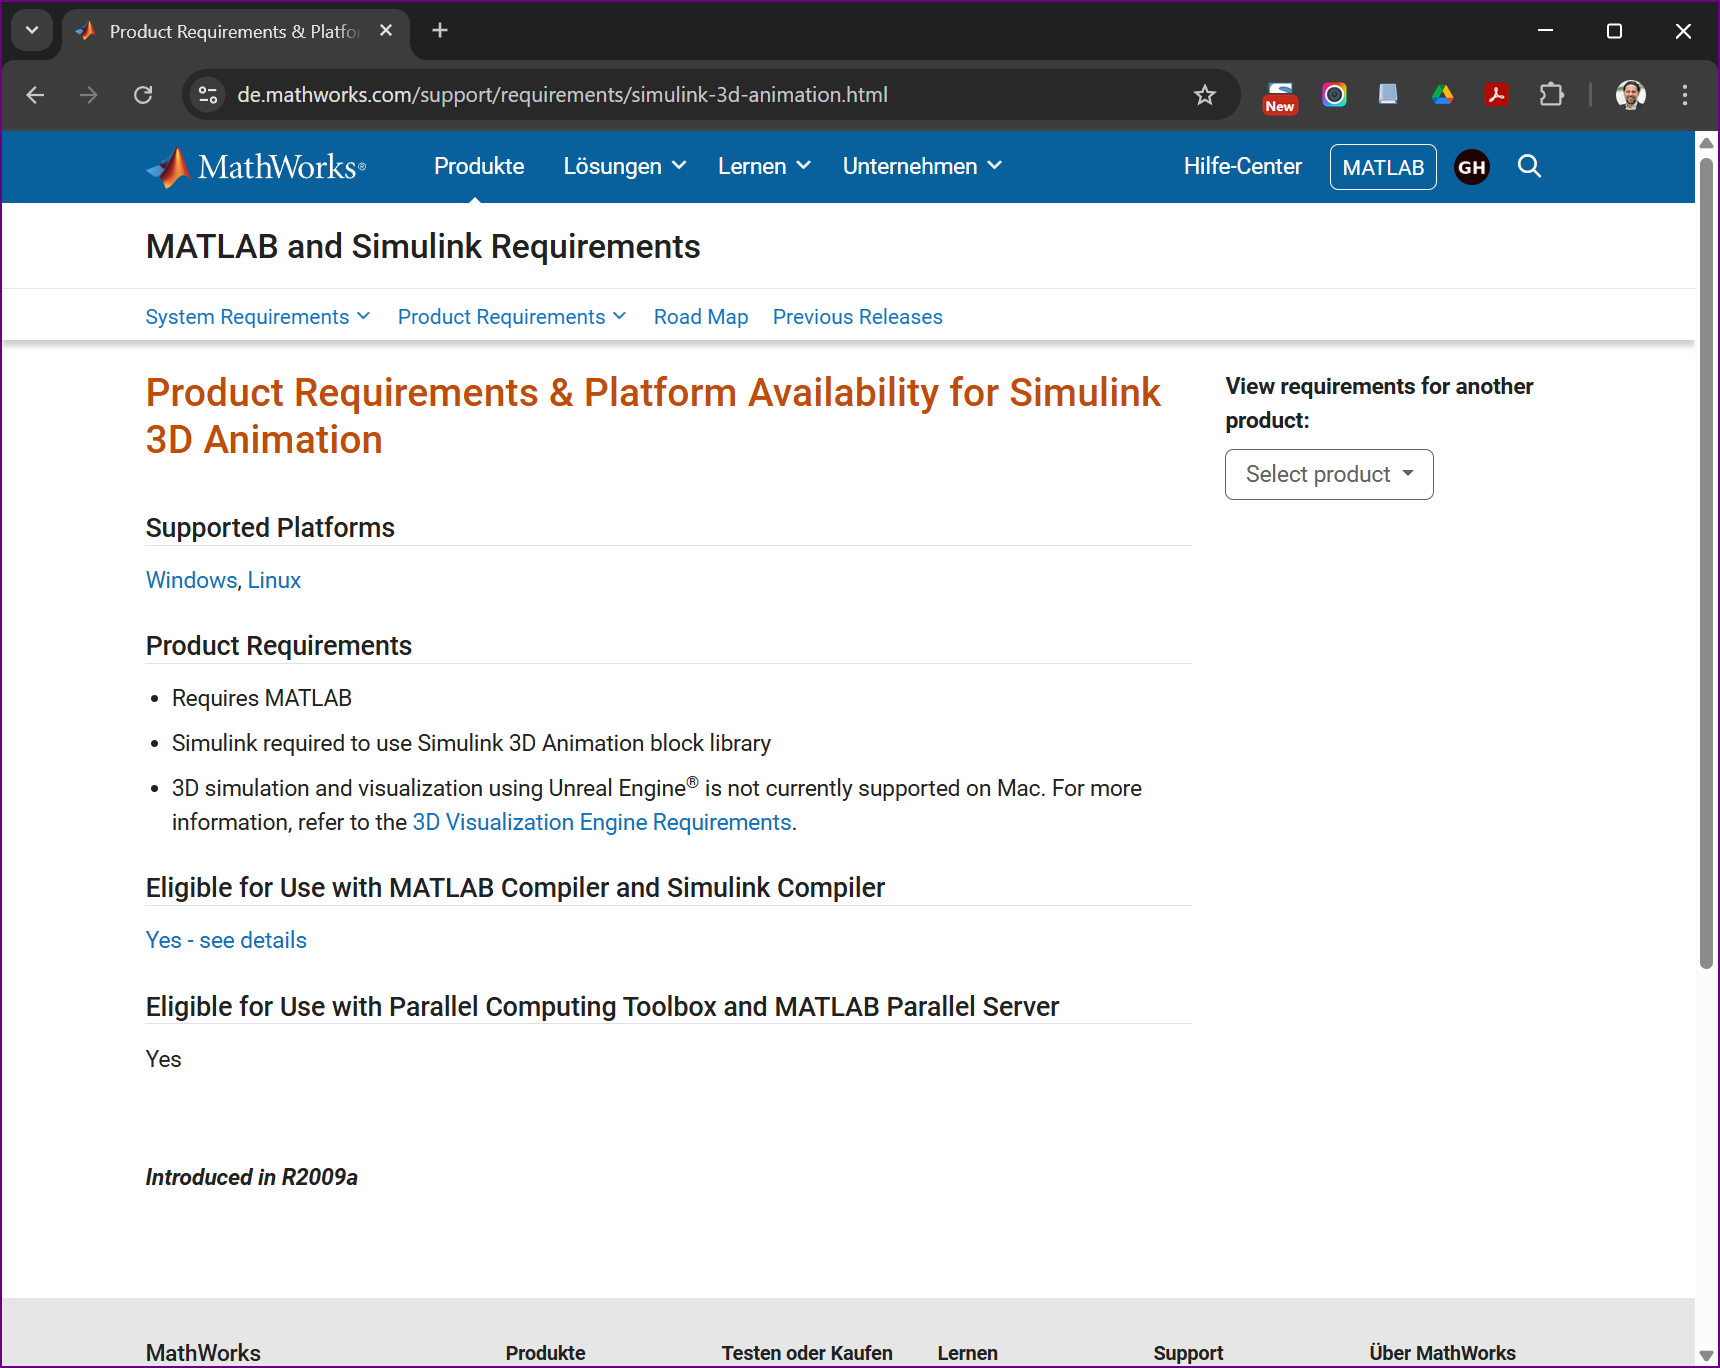 Product Requirements & Platfo
de.mathworks.com/support/requirements/simulink-3d-animation.html
New
MathWorks®
Produkte
Lösungen
Lernen
Unternehmen
Hilfe-Center
MATLAB
GH
MATLAB and Simulink Requirements
System Requirements
Product Requirements
Road Map
Previous Releases
Product Requirements & Platform Availability for Simulink
3D Animation
View requirements for another
product:
Select product
Supported Platforms
Windows, Linux
Product Requirements
• Requires MATLAB
• Simulink required to use Simulink 3D Animation block library
• 3D simulation and visualization using Unreal Engine® is not currently supported on Mac. For more
information, refer to the 3D Visualization Engine Requirements.
Eligible for Use with MATLAB Compiler and Simulink Compiler
Yes - see details
Eligible for Use with Parallel Computing Toolbox and MATLAB Parallel Server
Yes
Introduced in R2009a
MathWorks
Produkte
Testen oder Kaufen
Lernen
Support
Über MathWorks